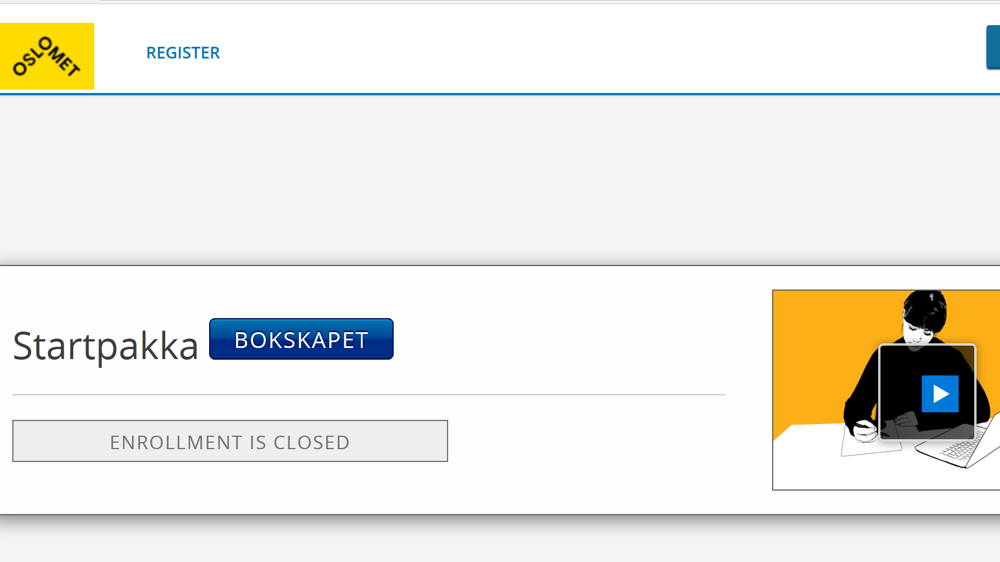 OSLOMET
REGISTER
Startpakka BOKSKAPET
ENROLLMENT IS CLOSED